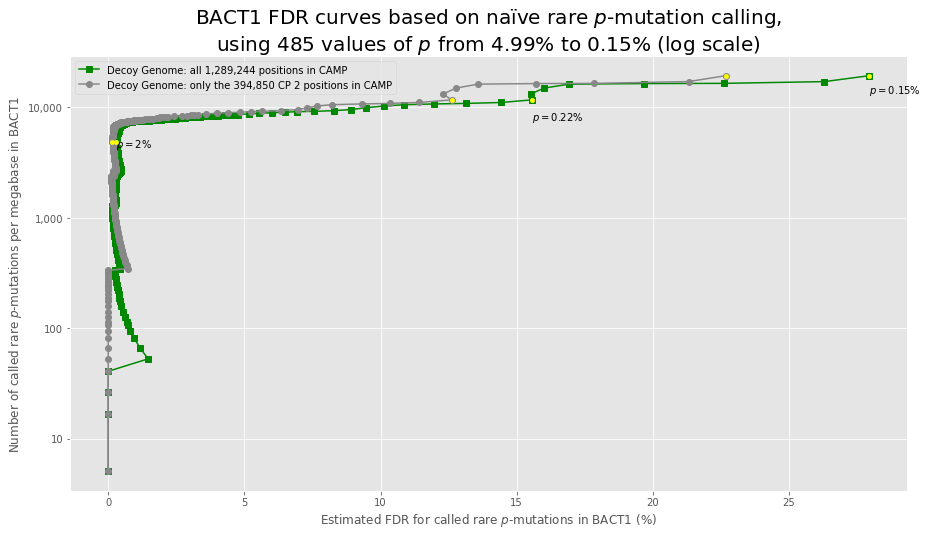 BACT1 FDR curves based on naïve rare p-mutation calling,
using 485 values of p from 4.99% to 0.15% (log scale)
Decoy Genome: all 1,289,244 positions in CAMP
Decoy Genome: only the 394,850 CP 2 positions in CAMP
p = 0.15%
p = 0.22%
p = 2%
Number of called rare p-mutations per megabase in BACT1
10,000
1,000
100
10
0
5
10
15
20
25
Estimated FDR for called rare p-mutations in BACT1 (%)